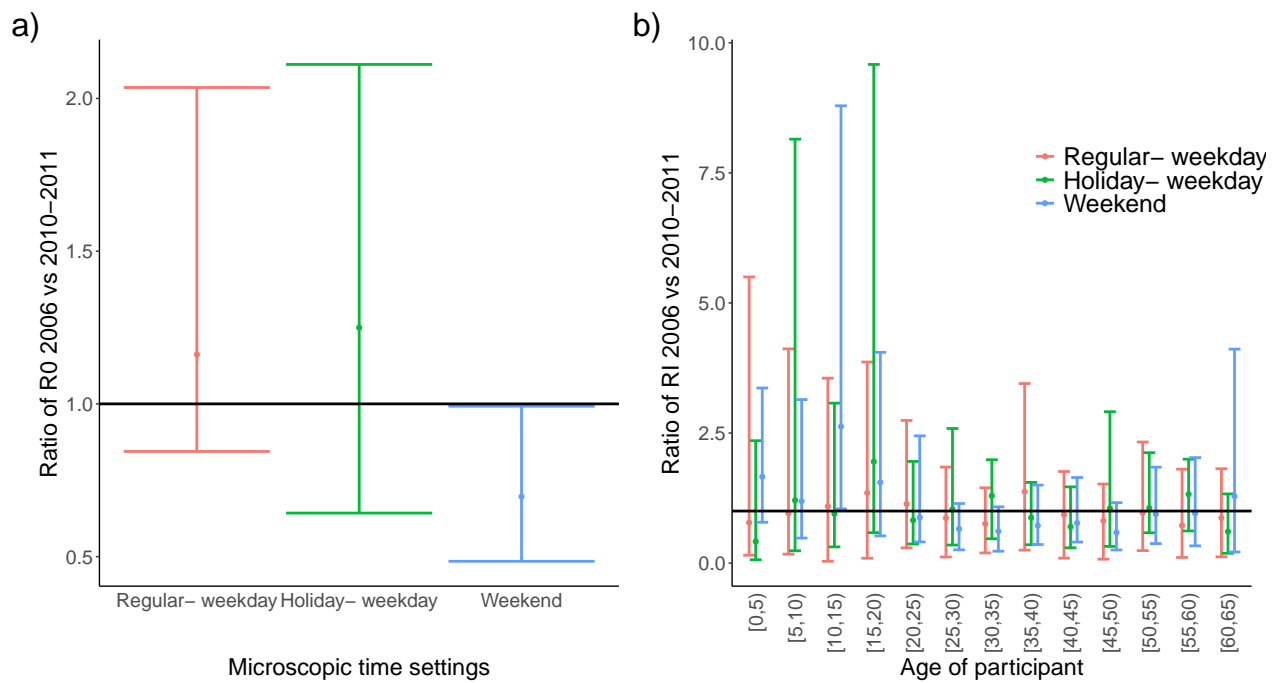 a)
Ratio of R0 2006 vs 2010−2011
2.0
1.5
1.0
0.5
Regular− weekday
Holiday− weekday
Weekend
Microscopic time settings
b)
Ratio of RI 2006 vs 2010−2011
10.0
7.5
5.0
2.5
0.0
Regular− weekday
Holiday− weekday
Weekend
[0,5)
[5,10)
[10,15)
[15,20)
[20,25)
[25,30)
[30,35)
[35,40)
[40,45)
[45,50)
[50,55)
[55,60)
[60,65)
Age of participant